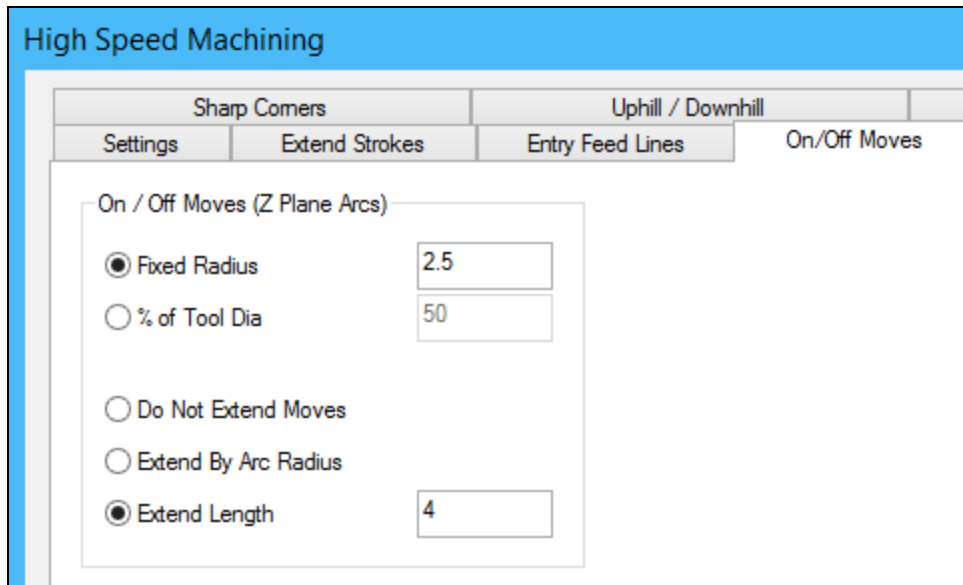 High Speed Machining
Sharp Corners Uphill / Downhill
Settings Extend Strokes Entry Feed Lines On/Off Moves
On / Off Moves (Z Plane Arcs)
Fixed Radius 2.5
% of Tool Dia 50
Do Not Extend Moves
Extend By Arc Radius
Extend Length 4